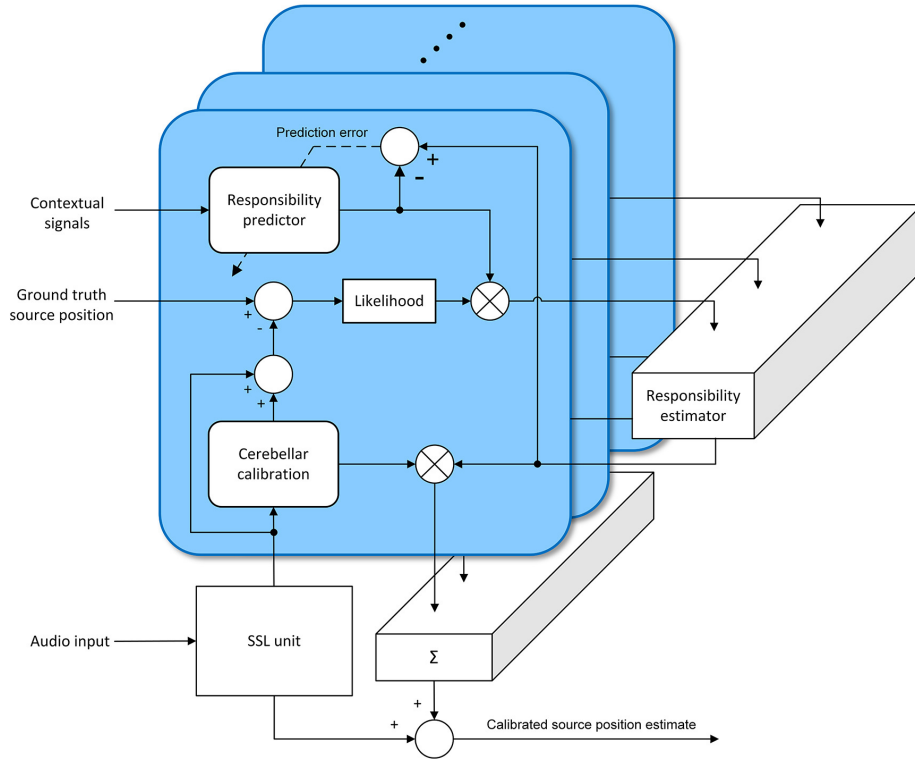 Prediction error
+
-
Contextual
signals
Responsibility
predictor
Ground truth
source position
+
-
Likelihood
+
+
Responsibility
estimator
Cerebellar
calibration
Audio input
SSL unit
Σ
+
+
Calibrated source position estimate